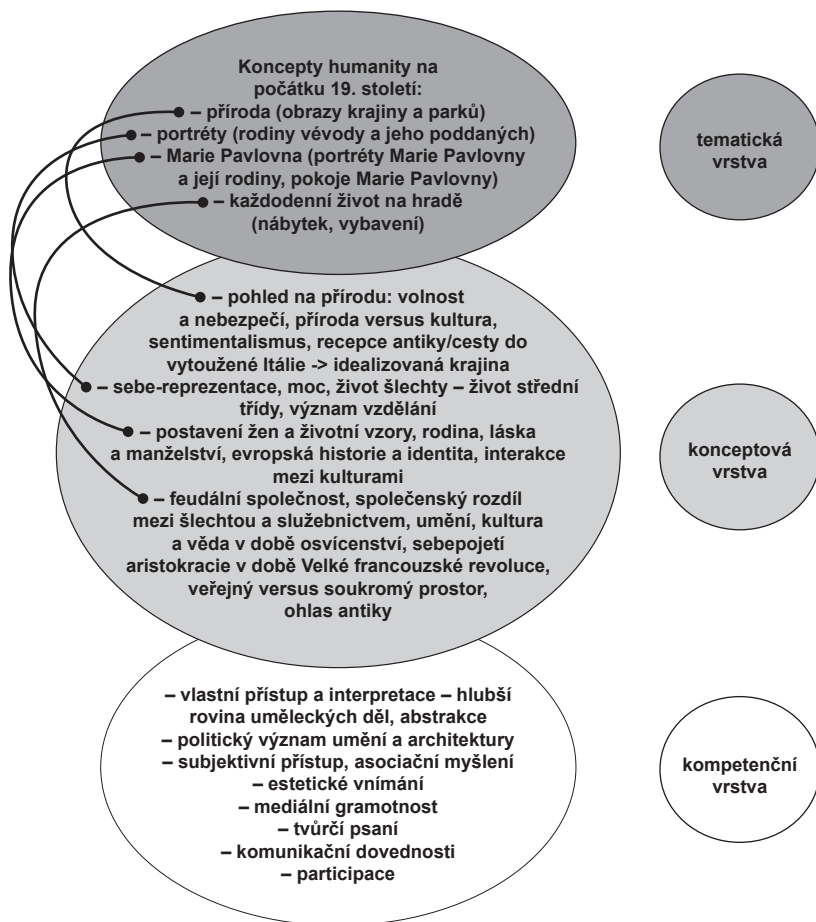 Koncepty humanity na
počátku 19. století:
– příroda (obrazy krajiny a parků)
– portréty (rodiny vévody a jeho poddaných)
– Marie Pavlovna (portréty Marie Pavlovny
a její rodiny, pokoje Marie Pavlovny)
– každodenní život na hradě
(nábytek, vybavení)
tematická
vrstva
– pohled na přírodu: volnost
a nebezpečí, příroda versus kultura,
sentimentalismus, recepce antiky/cesty do
vytoužené Itálie -> idealizovaná krajina
– sebe-reprezentace, moc, život šlechty – život střední
třídy, význam vzdělání
– postavení žen a životní vzory, rodina, láska
a manželství, evropská historie a identita, interakce
mezi kulturami
– feudální společnost, společenský rozdíl
mezi šlechtou a služebnictvem, umění, kultura
a věda v době osvícenství, sebepojetí
aristokracie v době Velké francouzské revoluce,
veřejný versus soukromý prostor,
ohlas antiky
konceptová
vrstva
– vlastní přístup a interpretace – hlubší
rovina uměleckých děl, abstrakce
– politický význam umění a architektury
– subjektivní přístup, asociační myšlení
– estetické vnímání
– mediální gramotnost
– tvůrčí psaní
– komunikační dovednosti
– participace
kompetenční
vrstva